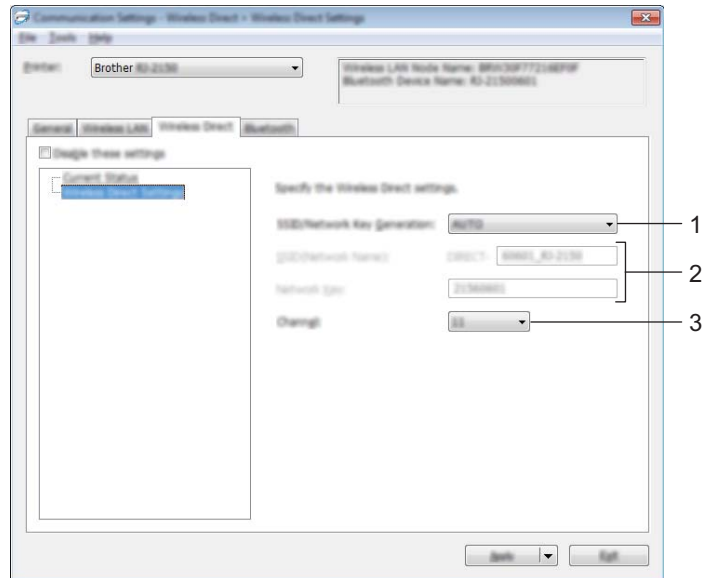 Communication Settings - Wireless Direct > Wireless Direct Settings
File Tools Help
Printer: Brother RJ-2150
Wireless LAN Node Name:
Bluetooth Device Name:
General Wireless LAN Wireless Direct Bluetooth
Disable these settings
Current Status
Wireless Direct Settings
Specify the Wireless Direct settings.
SSID/Network Key Generation: AUTO 1
SSID(Network Name): DIRECT-
2
Network Key: 
Channel: 11 3
Apply Exit